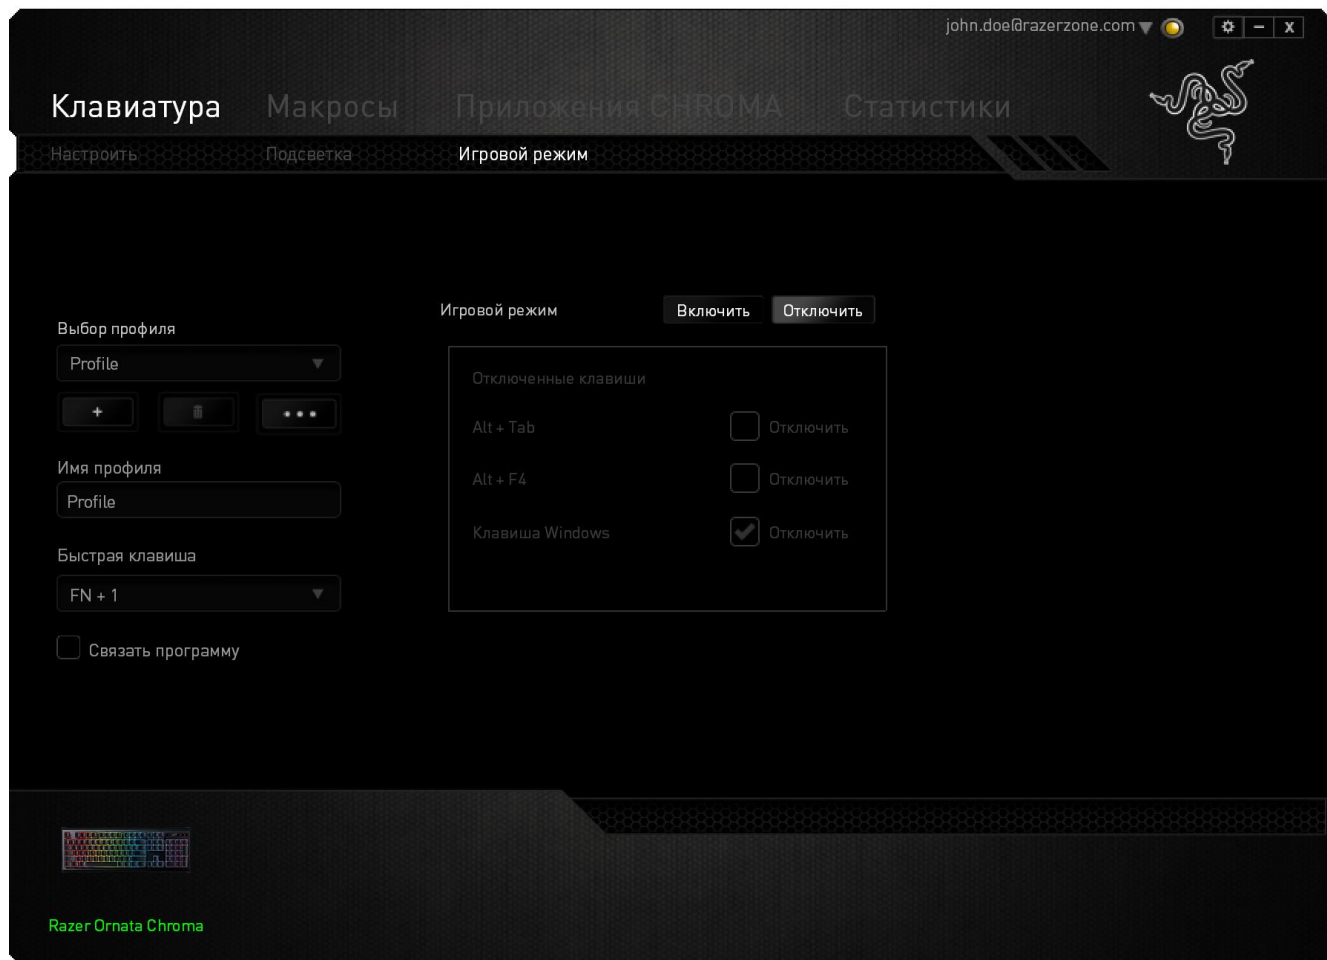 john.doe@razerzone.com
Клавиатура Макросы Приложения CHROMA Статистики
Настроить Подсветка Игровой режим
Игровой режим Включить Отключить
Выбор профиля
Profile
Имя профиля
Profile
Быстрая клавиша
FN + 1
Связать программу
Отключенные клавиши
Alt + Tab Отключить
Alt + F4 Отключить
Клавиша Windows Отключить
Razer Ornata Chroma